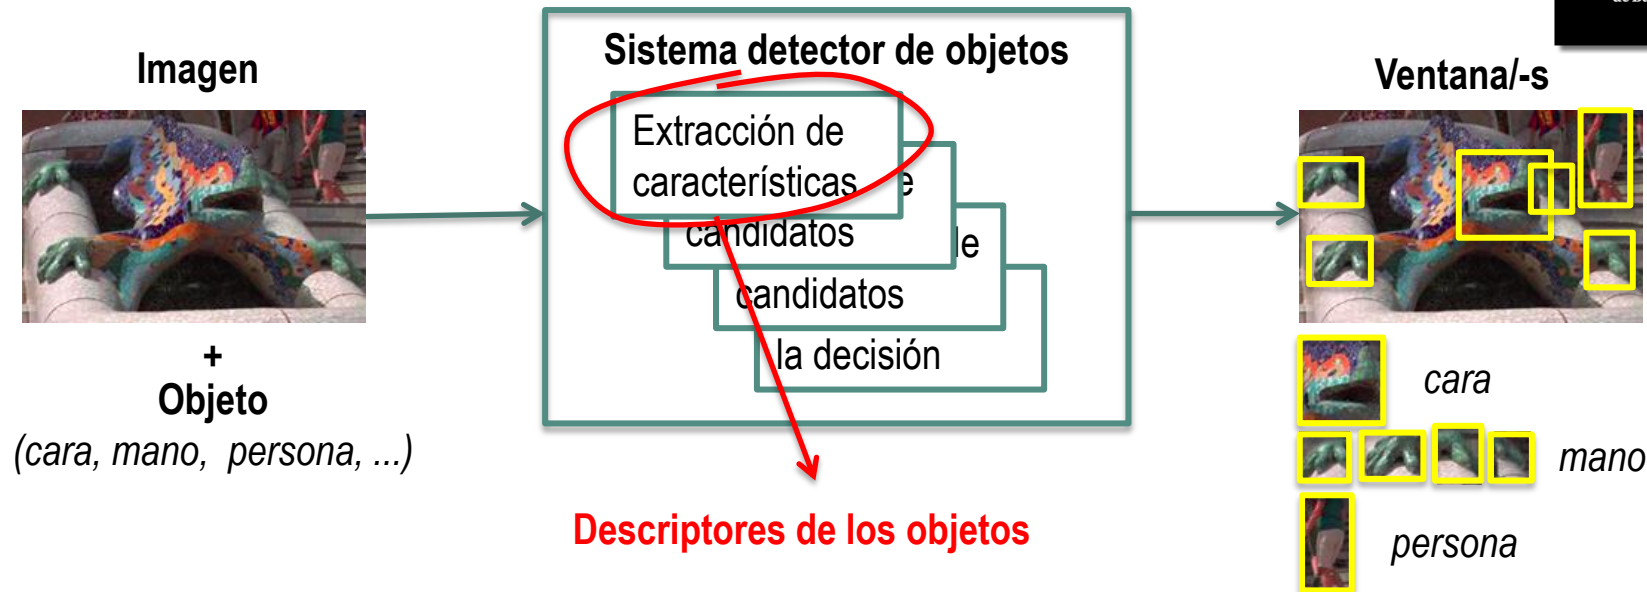 Imagen
+
Objeto
(cara, mano, persona, ...)
Sistema detector de objetos
Extracción de
características
candidatos
candidatos
la decisión
Descriptores de los objetos
Ventana/-s
cara
mano
persona